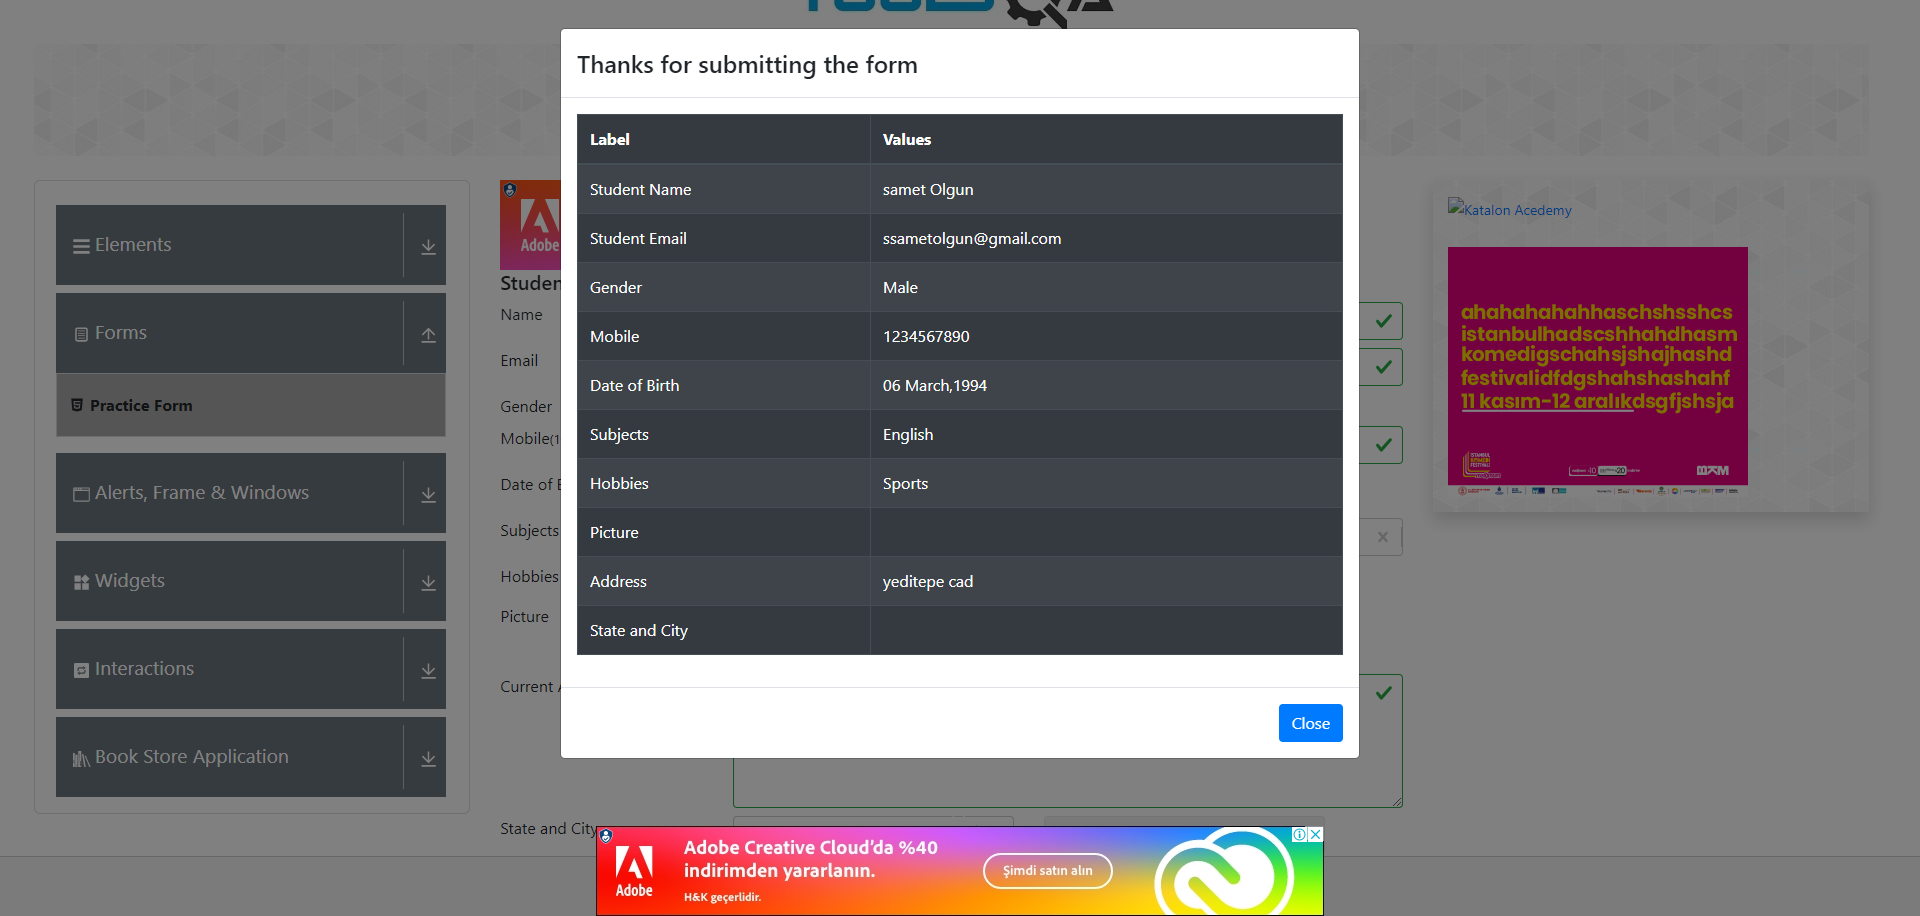 Thanks for submitting the form
Label Values
Student Name samet Olgun
Student Email ssametolgun@gmail.com
Gender Male
Mobile 1234567890
Date of Birth 06 March,1994
Subjects English
Hobbies Sports
Picture
Address yeditepe cad
State and City
Close
Elements
Forms
Practice Form
Alerts, Frame & Windows
Widgets
Interactions
Book Store Application
Adobe
Studen
Name
Email
Gender
Mobile(1
Date of B
Subjects
Hobbies
Picture
Current A
State and City
Katalon Acedemy
ahahahahahhaschshsshcs
istanbulhadscshhahdhasm
komedigschahsjshajhashd
festivalidfdgshahshashahf
11 kasım-12 aralıkdsgfjshsja
Adobe
Adobe Creative Cloud'da %40
indirimden yararlanın.
H&K geçerlidir.
Şimdi satın alın